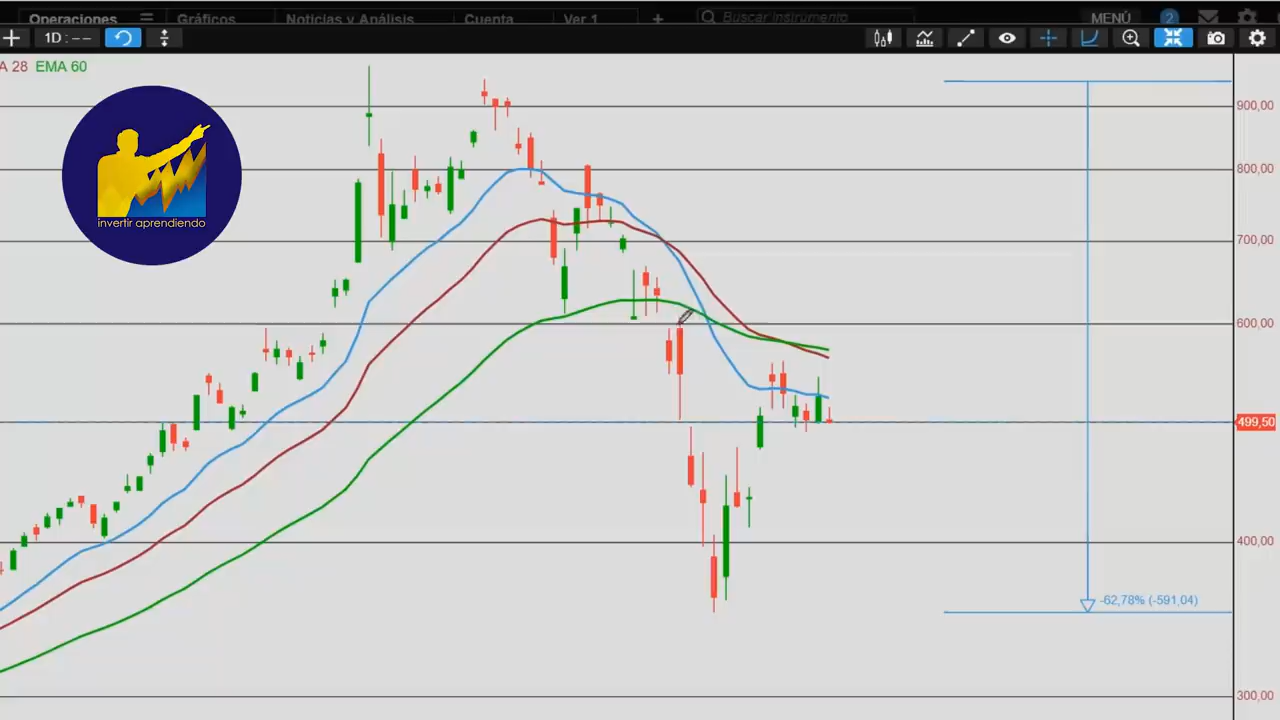 Operaciones Gráficos Noticias y Análisis Cuenta Ver 1 + Buscar instrumento MENÚ 2
1D : – –
A 28 EMA 60
900,00
invertir aprendiendo
800,00
700,00
600,00
499,50
400,00
-62,78% (-591,04)
300,00